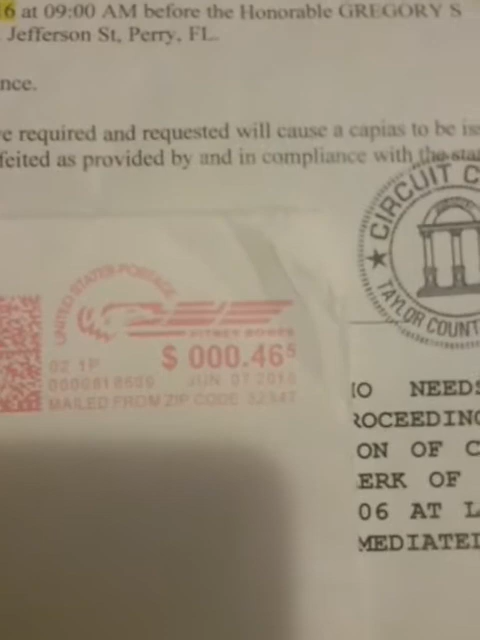 6 at 09:00 AM before the Honorable GREGORY S
Jefferson St, Perry, FL.
nce.
e required and requested will cause a capias to be is
feited as provided by and in compliance with the sta
CIRCUIT C
TAYLOR COUNT
UNITED STATES POSTAGE
PITNEY BOWES
02 1P
$ 000.46⁵
JUN 07 2016
MAILED FROM ZIP CODE 32347
O NEEDS
ROCEEDING
ON OF C
ERK OF
06 AT L
MEDIATEL